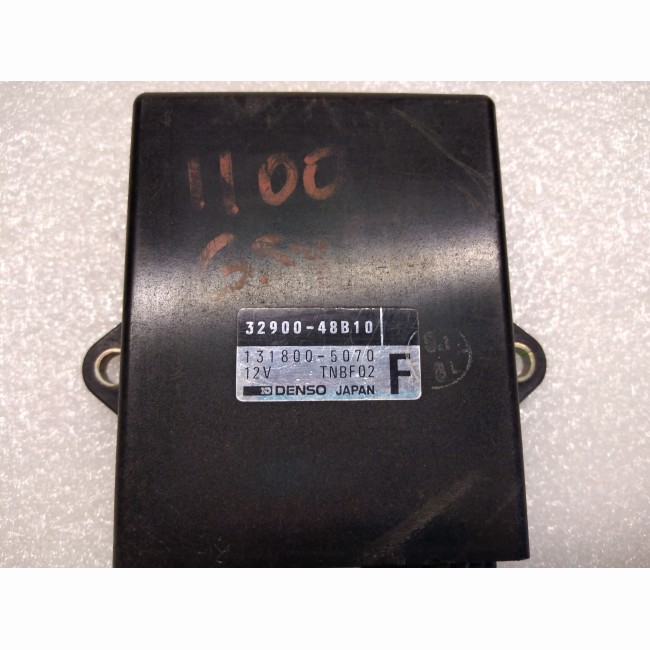 1100
32900-48B10
131800-5070
12V TNBF02 F
DENSO JAPAN